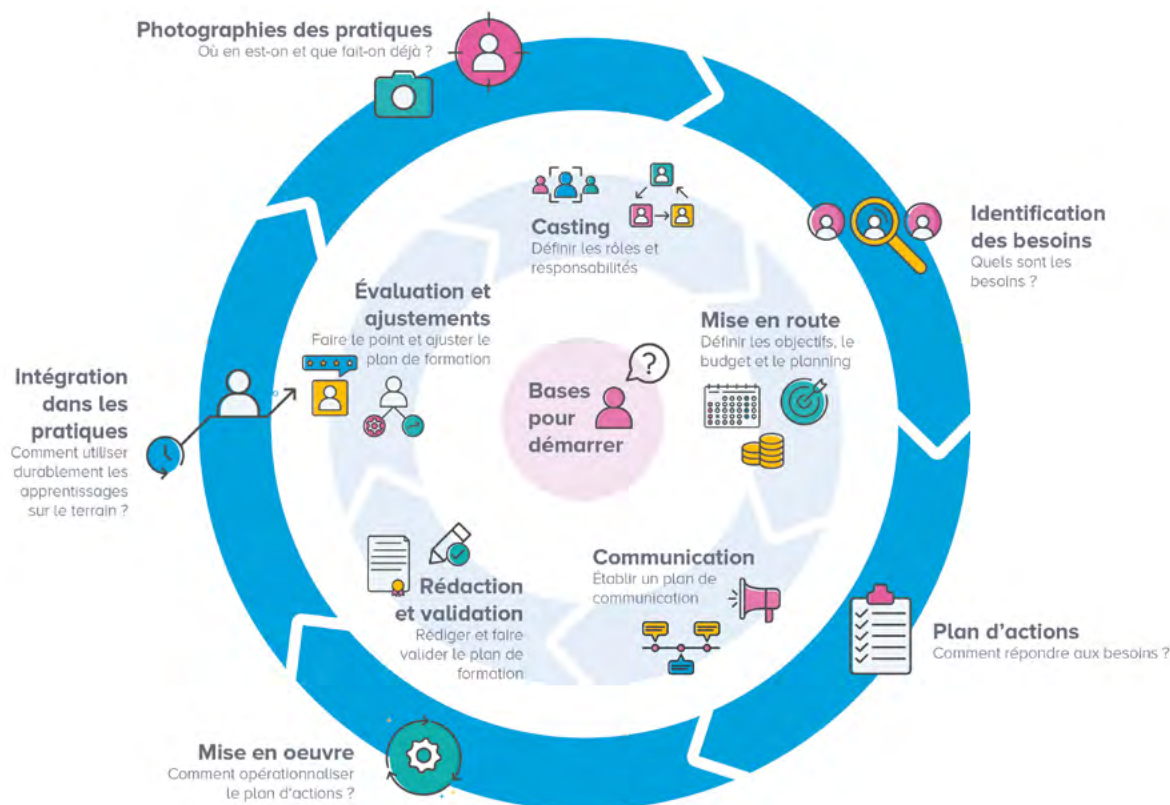 Photographies des pratiques
Où en est-on et que fait-on déjà ?
Identification
des besoins
Quels sont les
besoins ?
Plan d'actions
Comment répondre aux besoins ?
Mise en oeuvre
Comment opérationnaliser
le plan d'actions ?
Intégration
dans les
pratiques
Comment utiliser
durablement les
apprentissages
sur le terrain ?
Casting
Définir les rôles et
responsabilités
Mise en route
Définir les objectifs, le
budget et le planning
Communication
Établir un plan de
communication
Rédaction
et validation
Rédiger et faire
valider le plan de
formation
Évaluation et
ajustements
Faire le point et ajuster le
plan de formation
Bases
pour
démarrer
?